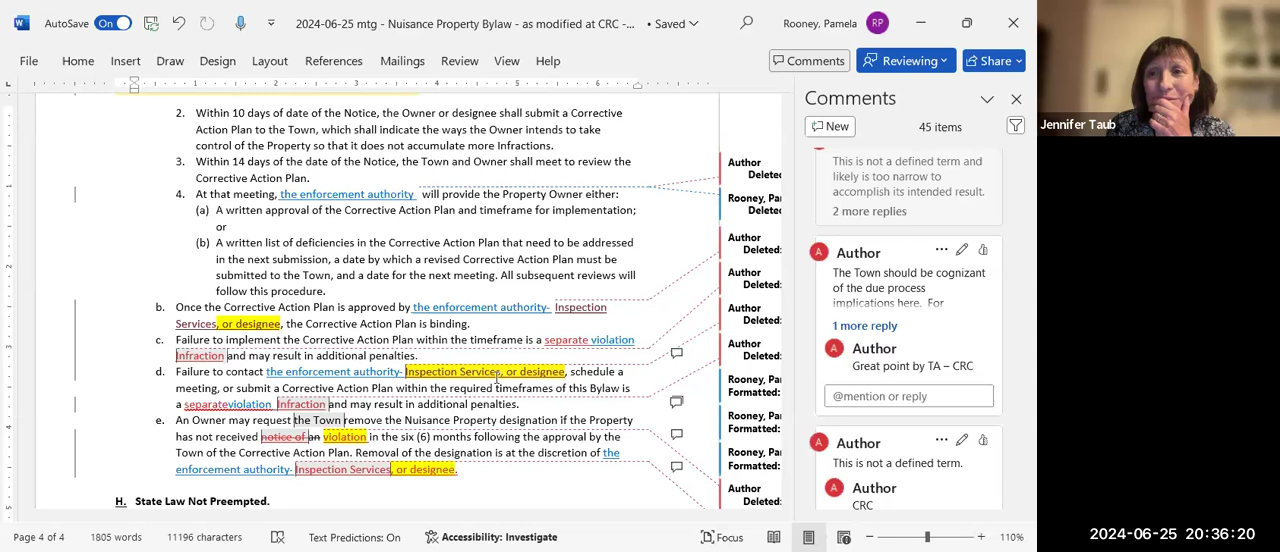 AutoSave On 2024-06-25 mtg - Nuisance Property Bylaw - as modified at CRC -... • Saved Rooney, Pamela RP
File Home Insert Draw Design Layout References Mailings Review View Help Comments Reviewing Share
1 2 3 4 5 6
2. Within 10 days of date of the Notice, the Owner or designee shall submit a Corrective
Action Plan to the Town, which shall indicate the ways the Owner intends to take
control of the Property so that it does not accumulate more Infractions.
3. Within 14 days of the date of the Notice, the Town and Owner shall meet to review the
Corrective Action Plan.
4. At that meeting, the enforcement authority will provide the Property Owner either:
(a) A written approval of the Corrective Action Plan and timeframe for implementation;
or
(b) A written list of deficiencies in the Corrective Action Plan that need to be addressed
in the next submission, a date by which a revised Corrective Action Plan must be
submitted to the Town, and a date for the next meeting. All subsequent reviews will
follow this procedure.
b. Once the Corrective Action Plan is approved by the enforcement authority- Inspection
Services, or designee, the Corrective Action Plan is binding.
c. Failure to implement the Corrective Action Plan within the timeframe is a separate violation
Infraction and may result in additional penalties.
d. Failure to contact the enforcement authority- Inspection Services, or designee, schedule a
meeting, or submit a Corrective Action Plan within the required timeframes of this Bylaw is
a separateviolation Infraction and may result in additional penalties.
e. An Owner may request the Town remove the Nuisance Property designation if the Property
has not received notice of an violation in the six (6) months following the approval by the
Town of the Corrective Action Plan. Removal of the designation is at the discretion of the
enforcement authority- Inspection Services, or designee.
H. State Law Not Preempted.
Author
Deleted
Rooney, Pa
Deleted
Author
Deleted:
Author
Deleted:
Author
Deleted:
Author
Deleted:
Rooney, Pa
Formatted:
Rooney, Pa
Formatted:
Rooney, Pa
Formatted:
Author
Deleted:
Comments
New 45 items
This is not a defined term and
likely is too narrow to
accomplish its intended result.
2 more replies
A Author
The Town should be cognizant
of the due process
implications here. For
1 more reply
A Author
Great point by TA – CRC
@mention or reply
A Author
This is not a defined term.
A Author
CRC
Page 4 of 4 1805 words 11196 characters Text Predictions: On Accessibility: Investigate Focus 110%
Jennifer Taub
2024-06-25 20:36:20